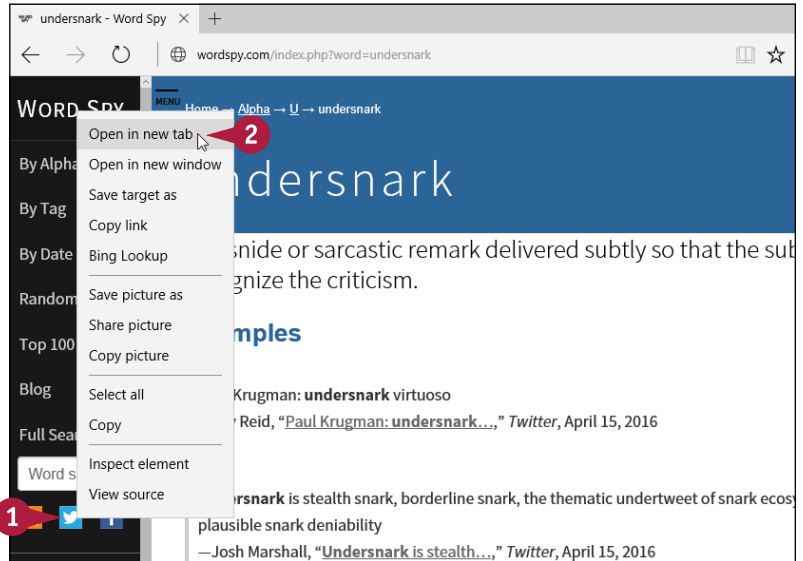 undersnark - Word Spy
wordspy.com/index.php?word=undersnark
WORD SPY
MENU
Home → Alpha → U → undersnark
By Alpha
By Tag
By Date
Random
Top 100
Blog
Full Sea
Word s
1
Open in new tab
2
Open in new window
Save target as
Copy link
Bing Lookup
Save picture as
Share picture
Copy picture
Select all
Copy
Inspect element
View source
ndersnark
snide or sarcastic remark delivered subtly so that the sub
gnize the criticism.
mples
Krugman: undersnark virtuoso
Reid, “Paul Krugman: undersnark…,” Twitter, April 15, 2016
ersnark is stealth snark, borderline snark, the thematic undertweet of snark ecosy
plausible snark deniability
—Josh Marshall, “Undersnark is stealth…,” Twitter, April 15, 2016